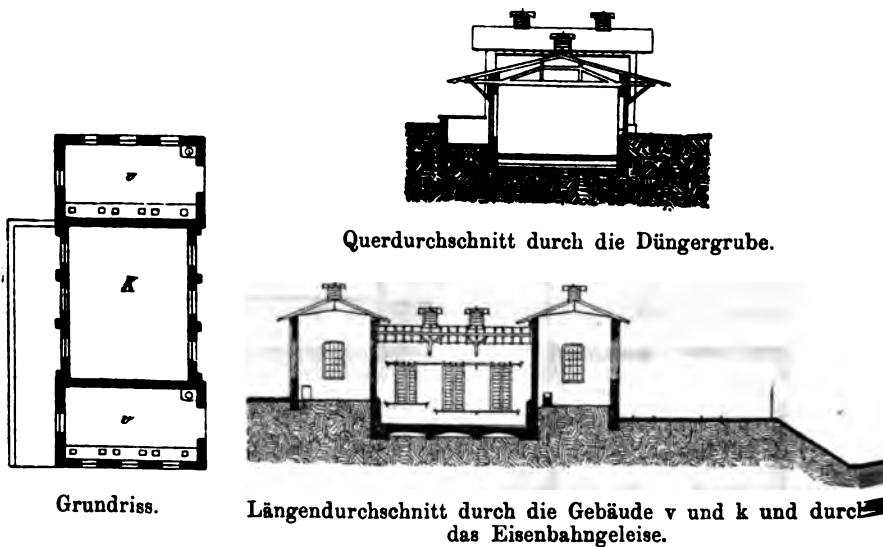 Querdurchschnitt durch die Düngergrube.
v
K
v
Grundriss.
Längendurchschnitt durch die Gebäude v und k und durch
das Eisenbahngeleise.